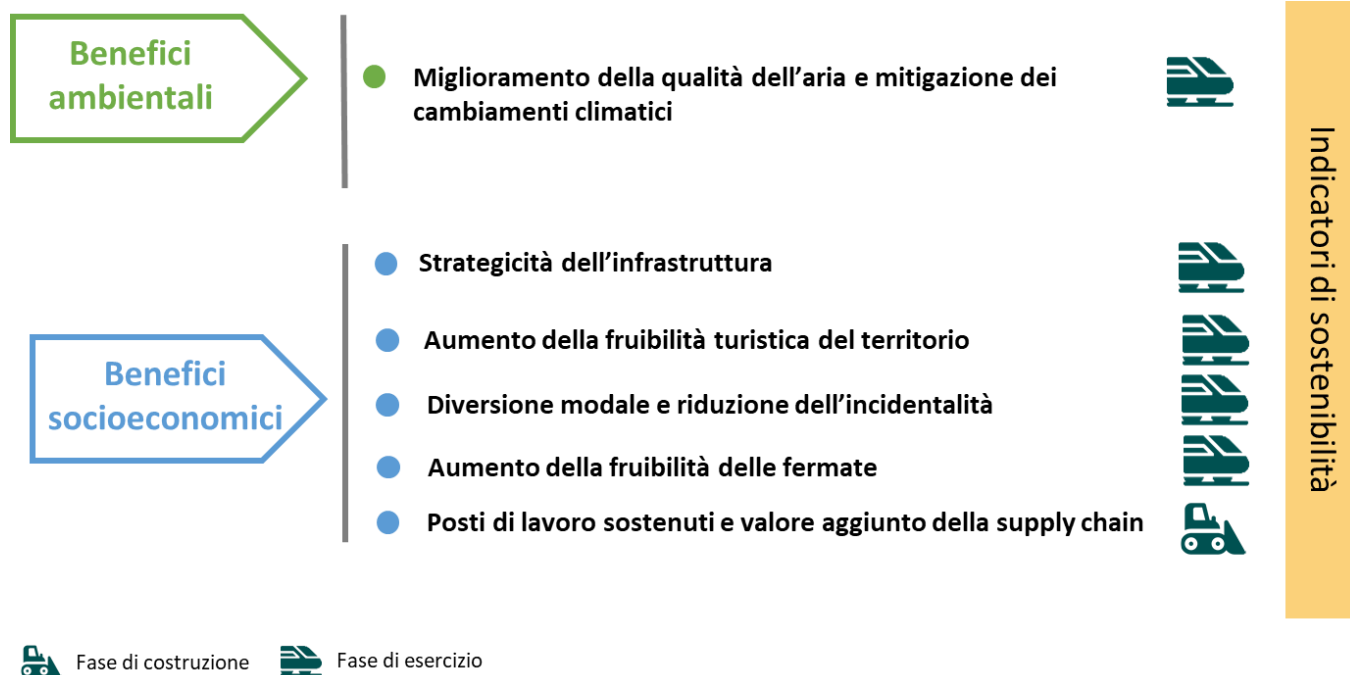 Benefici
ambientali
Miglioramento della qualità dell’aria e mitigazione dei
cambiamenti climatici
Benefici
socioeconomici
Strategicità dell’infrastruttura
Aumento della fruibilità turistica del territorio
Diversione modale e riduzione dell’incidentalità
Aumento della fruibilità delle fermate
Posti di lavoro sostenuti e valore aggiunto della supply chain
Indicatori di sostenibilità
Fase di costruzione
Fase di esercizio